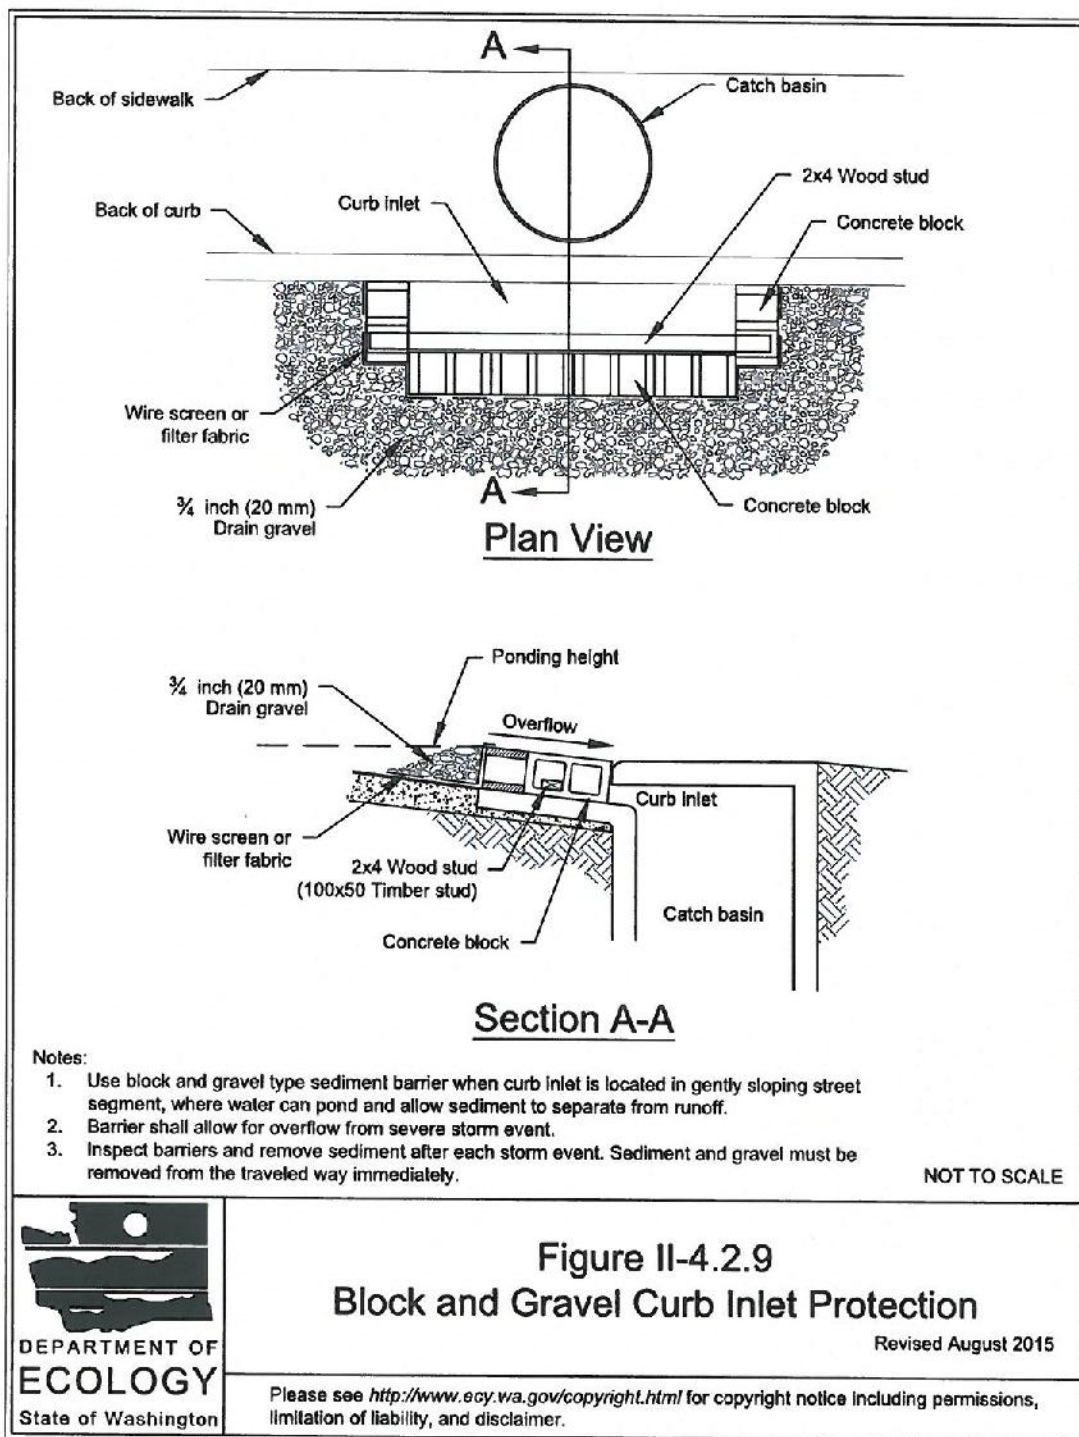 A
Back of sidewalk
Catch basin
2x4 Wood stud
Back of curb
Curb inlet
Concrete block
Wire screen or
filter fabric
¾ inch (20 mm)
Drain gravel
A
Concrete block
Plan View
Ponding height
¾ inch (20 mm)
Drain gravel
Overflow
Curb Inlet
Wire screen or
filter fabric
2x4 Wood stud
(100x50 Timber stud)
Catch basin
Concrete block
Section A-A
Notes:
1. Use block and gravel type sediment barrier when curb inlet is located in gently sloping street
segment, where water can pond and allow sediment to separate from runoff.
2. Barrier shall allow for overflow from severe storm event.
3. Inspect barriers and remove sediment after each storm event. Sediment and gravel must be
removed from the traveled way immediately.
NOT TO SCALE
DEPARTMENT OF
ECOLOGY
State of Washington
Figure II-4.2.9
Block and Gravel Curb Inlet Protection
Revised August 2015
Please see http://www.ecy.wa.gov/copyright.html for copyright notice including permissions,
limitation of liability, and disclaimer.